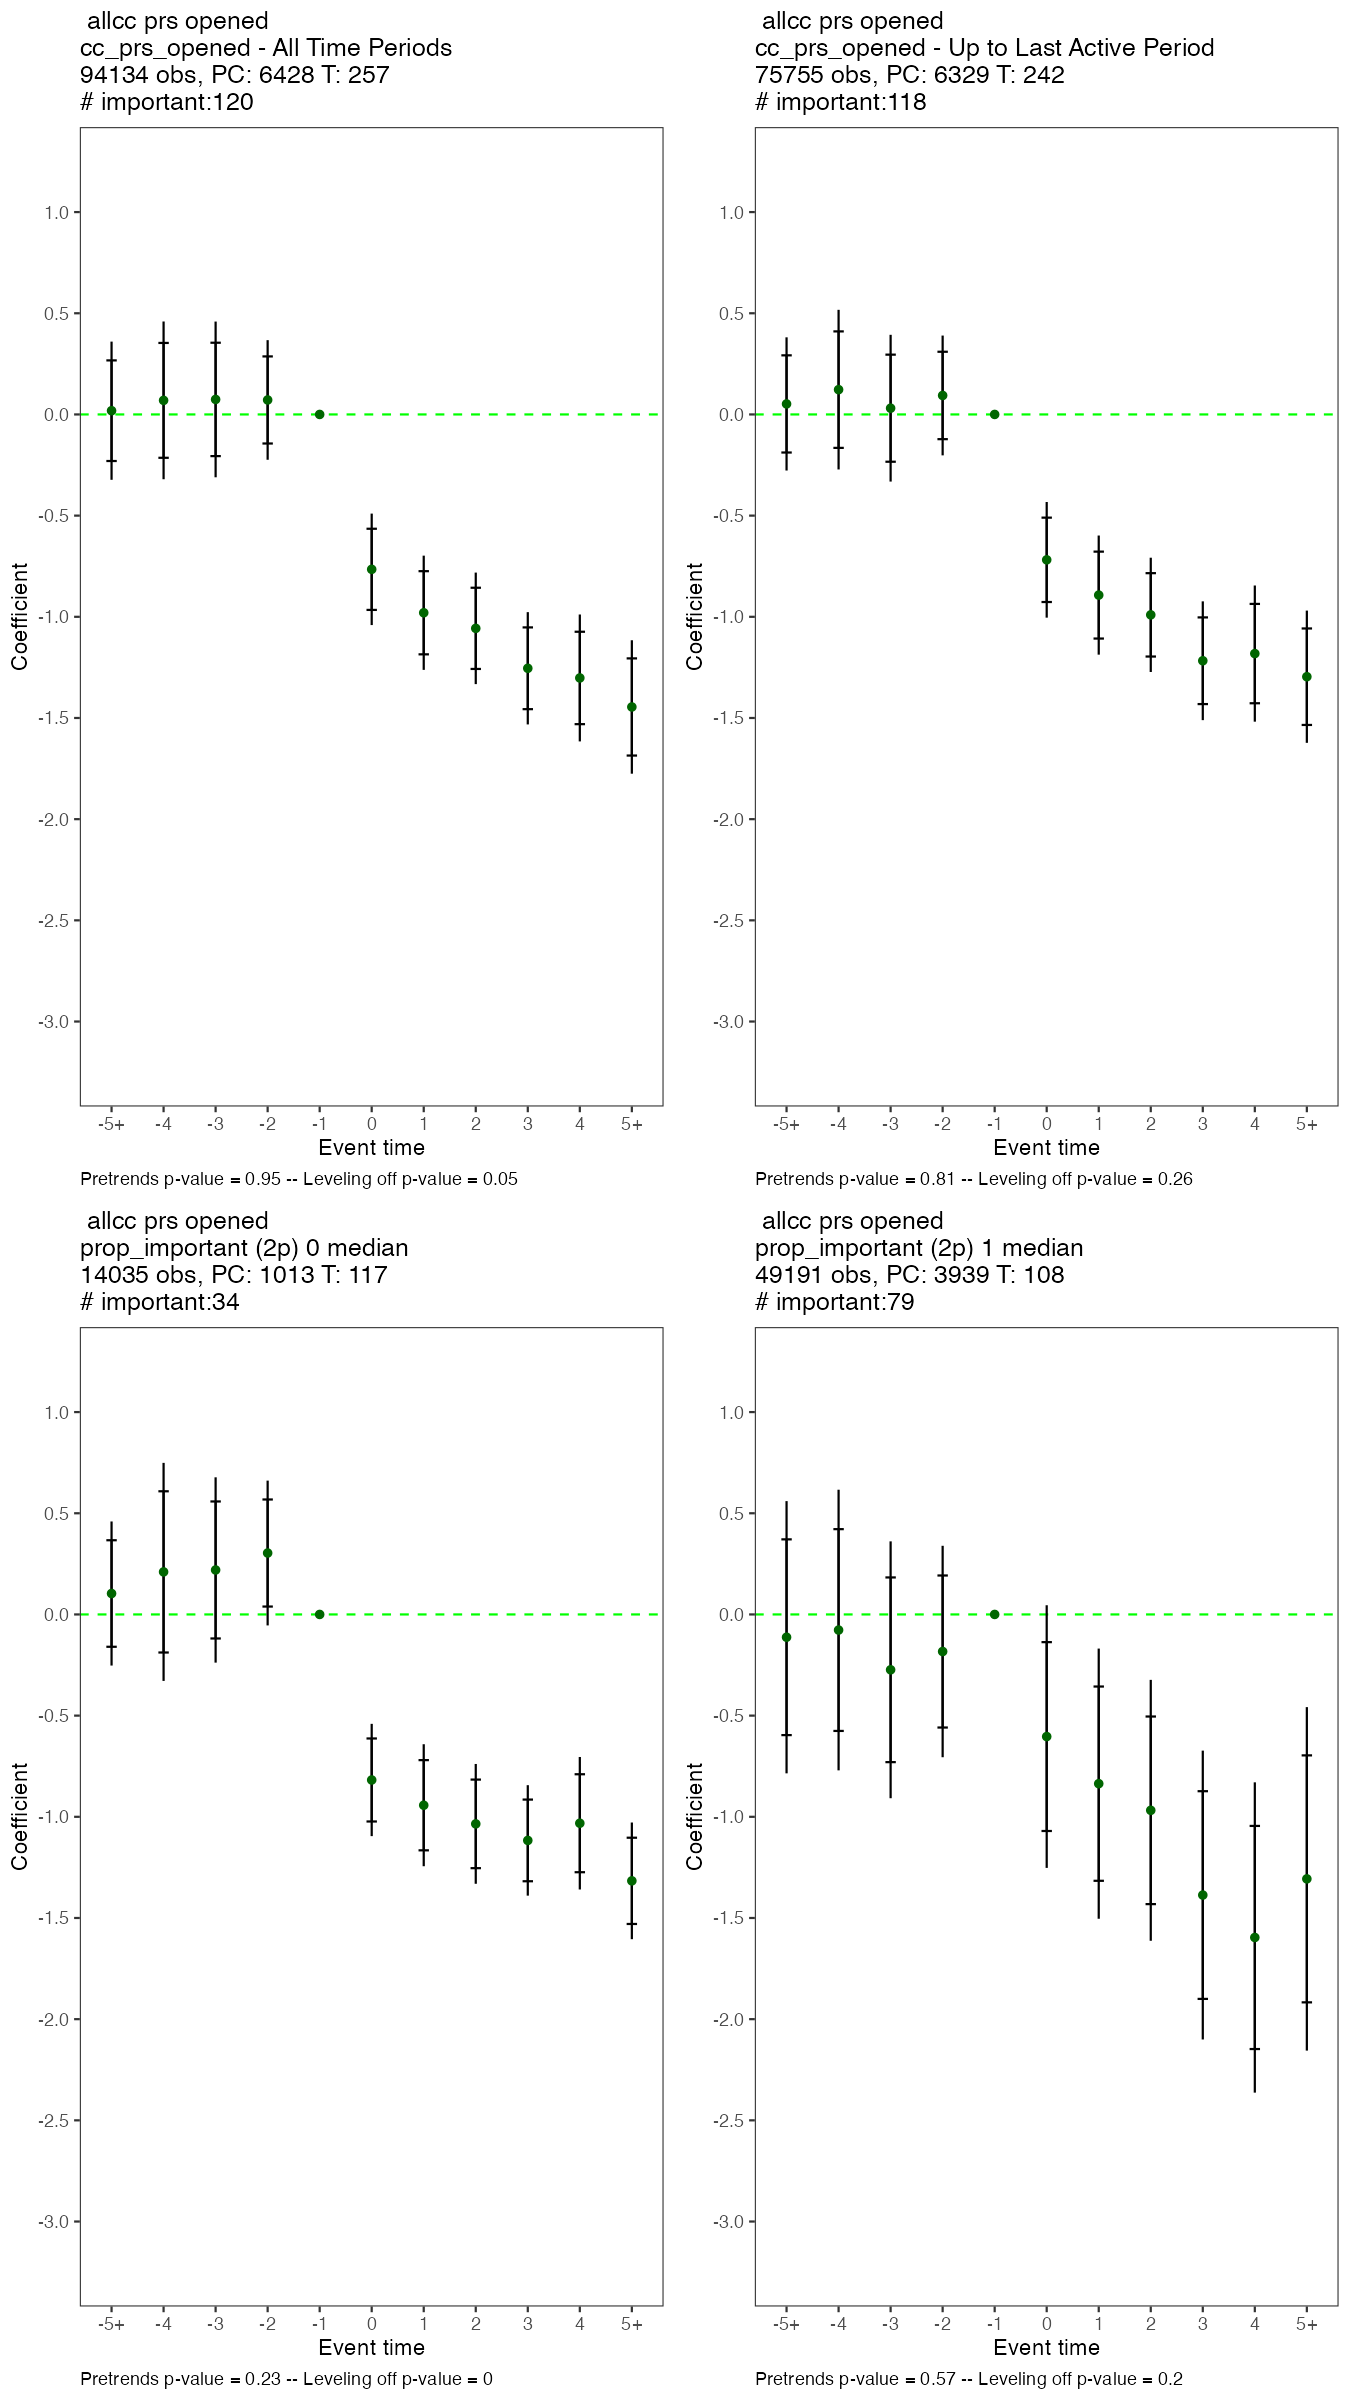 allcc prs opened
cc_prs_opened - All Time Periods
94134 obs, PC: 6428 T: 257
# important:120
1.0
0.5
0.0
-0.5
-1.0
-1.5
-2.0
-2.5
-3.0
Coefficient
-5+ -4 -3 -2 -1 0 1 2 3 4 5+
Event time
Pretrends p-value = 0.95 -- Leveling off p-value = 0.05
allcc prs opened
cc_prs_opened - Up to Last Active Period
75755 obs, PC: 6329 T: 242
# important:118
1.0
0.5
0.0
-0.5
-1.0
-1.5
-2.0
-2.5
-3.0
Coefficient
-5+ -4 -3 -2 -1 0 1 2 3 4 5+
Event time
Pretrends p-value = 0.81 -- Leveling off p-value = 0.26
allcc prs opened
prop_important (2p) 0 median
14035 obs, PC: 1013 T: 117
# important:34
1.0
0.5
0.0
-0.5
-1.0
-1.5
-2.0
-2.5
-3.0
Coefficient
-5+ -4 -3 -2 -1 0 1 2 3 4 5+
Event time
Pretrends p-value = 0.23 -- Leveling off p-value = 0
allcc prs opened
prop_important (2p) 1 median
49191 obs, PC: 3939 T: 108
# important:79
1.0
0.5
0.0
-0.5
-1.0
-1.5
-2.0
-2.5
-3.0
Coefficient
-5+ -4 -3 -2 -1 0 1 2 3 4 5+
Event time
Pretrends p-value = 0.57 -- Leveling off p-value = 0.2